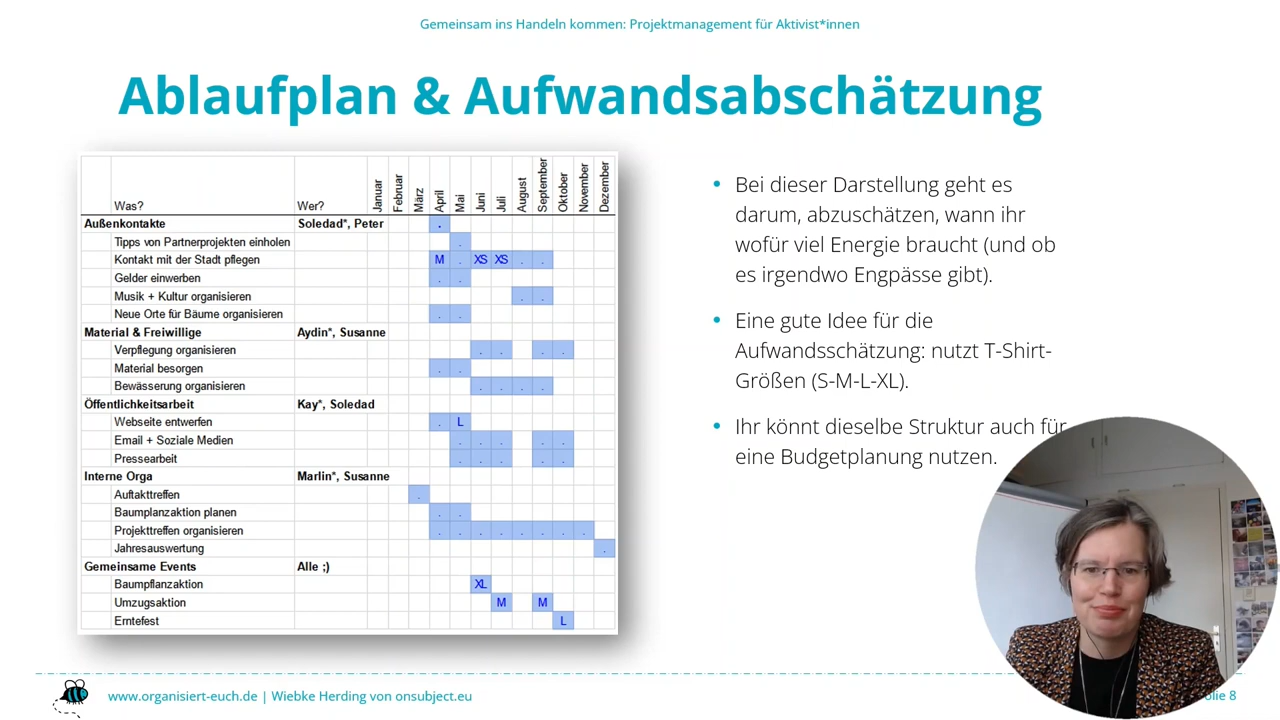 Gemeinsam ins Handeln kommen: Projektmanagement für Aktivist*innen
Ablaufplan & Aufwandsabschätzung
Was? Wer? Januar Februar März April Mai Juni Juli August September Oktober November Dezember
Außenkontakte Soledad*, Peter .
Tipps von Partnerprojekten einholen .
Kontakt mit der Stadt pflegen M . XS XS . .
Gelder einwerben . .
Musik + Kultur organisieren . .
Neue Orte für Bäume organisieren . .
Material & Freiwillige Aydin*, Susanne
Verpflegung organisieren . . . .
Material besorgen . .
Bewässerung organisieren . . . .
Öffentlichkeitsarbeit Kay*, Soledad
Webseite entwerfen . L
Email + Soziale Medien . . . . .
Pressearbeit . . . . .
Interne Orga Marlin*, Susanne
Auftakttreffen .
Baumplanzaktion planen . .
Projekttreffen organisieren . . . . . . . .
Jahresauswertung .
Gemeinsame Events Alle ;)
Baumpflanzaktion XL
Umzugsaktion M M
Erntefest L
• Bei dieser Darstellung geht es
darum, abzuschätzen, wann ihr
wofür viel Energie braucht (und ob
es irgendwo Engpässe gibt).
• Eine gute Idee für die
Aufwandsschätzung: nutzt T-Shirt-
Größen (S-M-L-XL).
• Ihr könnt dieselbe Struktur auch für
eine Budgetplanung nutzen.
www.organisiert-euch.de | Wiebke Herding von onsubject.eu
8